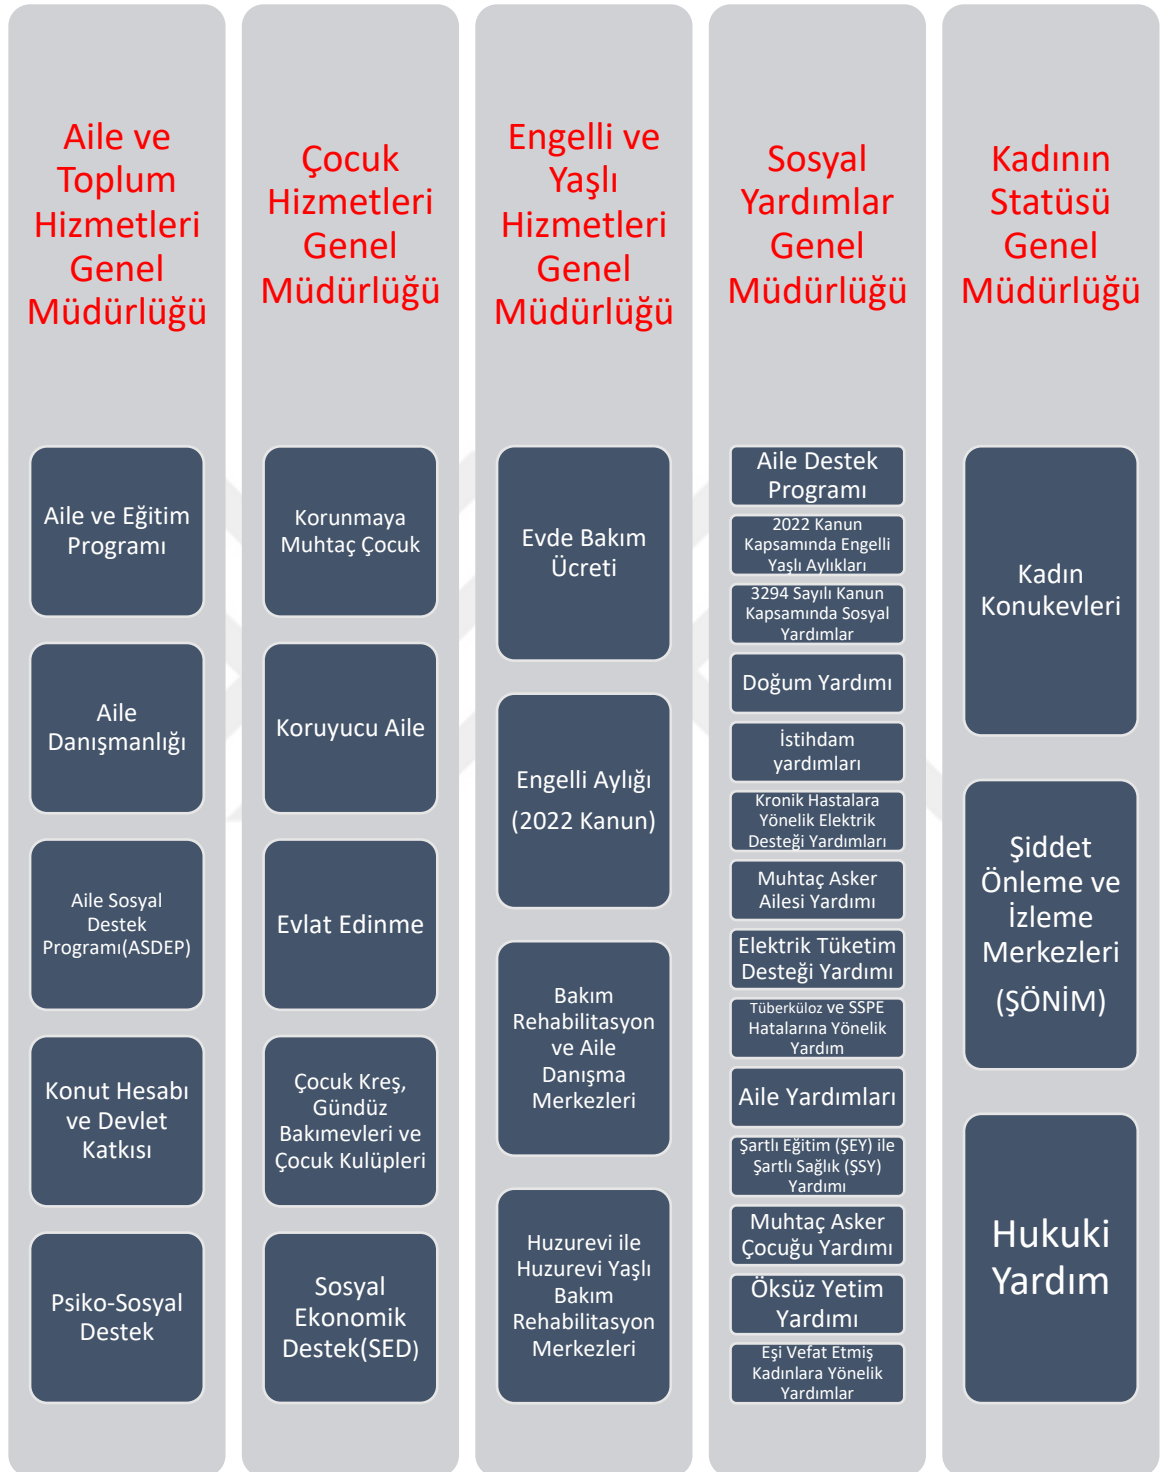 Aile ve
Toplum
Hizmetleri
Genel
Müdürlüğü
Aile ve Eğitim
Programı
Aile
Danışmanlığı
Aile Sosyal
Destek
Programı(ASDEP)
Konut Hesabı
ve Devlet
Katkısı
Psiko-Sosyal
Destek
Çocuk
Hizmetleri
Genel
Müdürlüğü
Korunmaya
Muhtaç Çocuk
Koruyucu Aile
Evlat Edinme
Çocuk Kreş,
Gündüz
Bakımevleri ve
Çocuk Kulüpleri
Sosyal
Ekonomik
Destek(SED)
Engelli ve
Yaşlı
Hizmetleri
Genel
Müdürlüğü
Evde Bakım
Ücreti
Engelli Aylığı
(2022 Kanun)
Bakım
Rehabilitasyon
ve Aile
Danışma
Merkezleri
Huzurevi ile
Huzurevi Yaşlı
Bakım
Rehabilitasyon
Merkezleri
Sosyal
Yardımlar
Genel
Müdürlüğü
Aile Destek
Programı
2022 Kanun
Kapsamında Engelli
Yaşlı Aylıkları
3294 Sayılı Kanun
Kapsamında Sosyal
Yardımlar
Doğum Yardımı
İstihdam
yardımları
Kronik Hastalara
Yönelik Elektrik
Desteği Yardımları
Muhtaç Asker
Ailesi Yardımı
Elektrik Tüketim
Desteği Yardımı
Tüberküloz ve SSPE
Hatalarına Yönelik
Yardım
Aile Yardımları
Şartlı Eğitim (ŞEY) ile
Şartlı Sağlık (ŞSY)
Yardımı
Muhtaç Asker
Çocuğu Yardımı
Öksüz Yetim
Yardımı
Eşi Vefat Etmiş
Kadınlara Yönelik
Yardımlar
Kadının
Statüsü
Genel
Müdürlüğü
Kadın
Konukevleri
Şiddet
Önleme ve
İzleme
Merkezleri
(ŞÖNİM)
Hukuki
Yardım